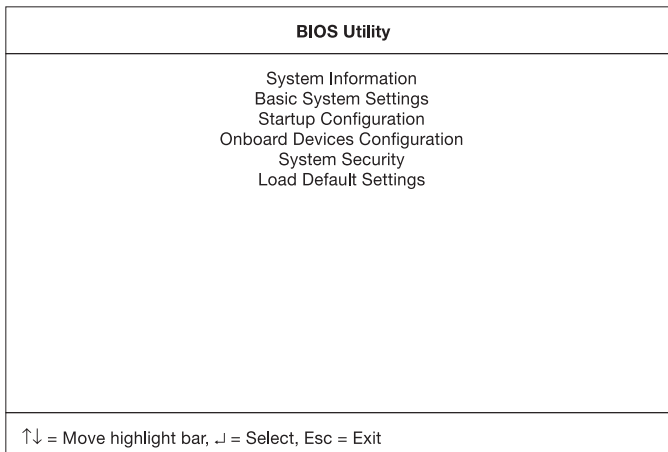 BIOS Utility
System Information
Basic System Settings
Startup Configuration
Onboard Devices Configuration
System Security
Load Default Settings
↑↓ = Move highlight bar, ↵ = Select, Esc = Exit